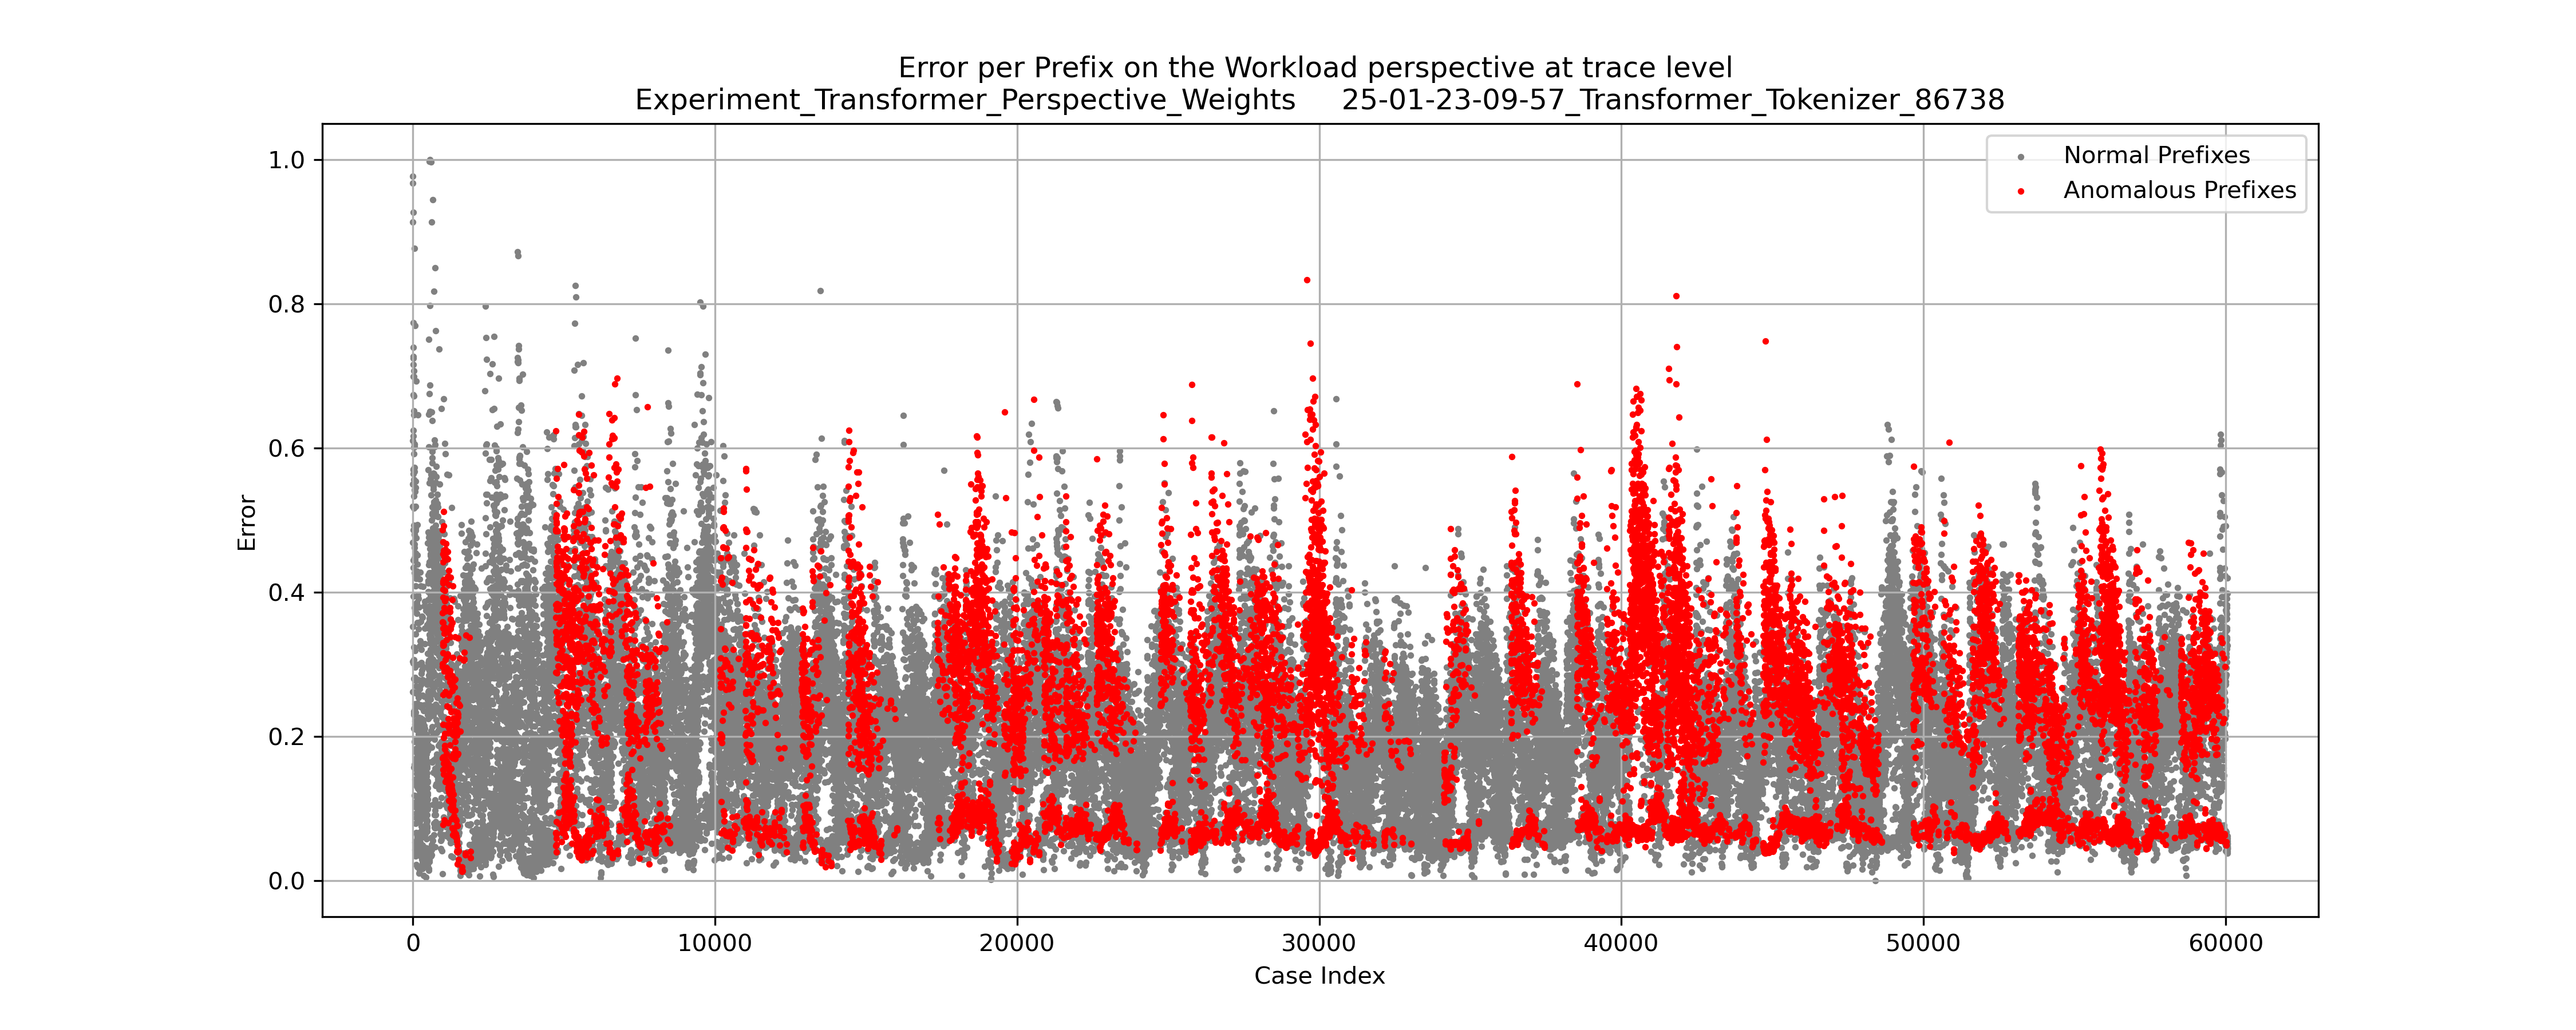 Error per Prefix on the Workload perspective at trace level
Experiment_Transformer_Perspective_Weights 25-01-23-09-57_Transformer_Tokenizer_86738
Normal Prefixes
Anomalous Prefixes
1.0
0.8
0.6
0.4
0.2
0.0
Error
0 10000 20000 30000 40000 50000 60000
Case Index